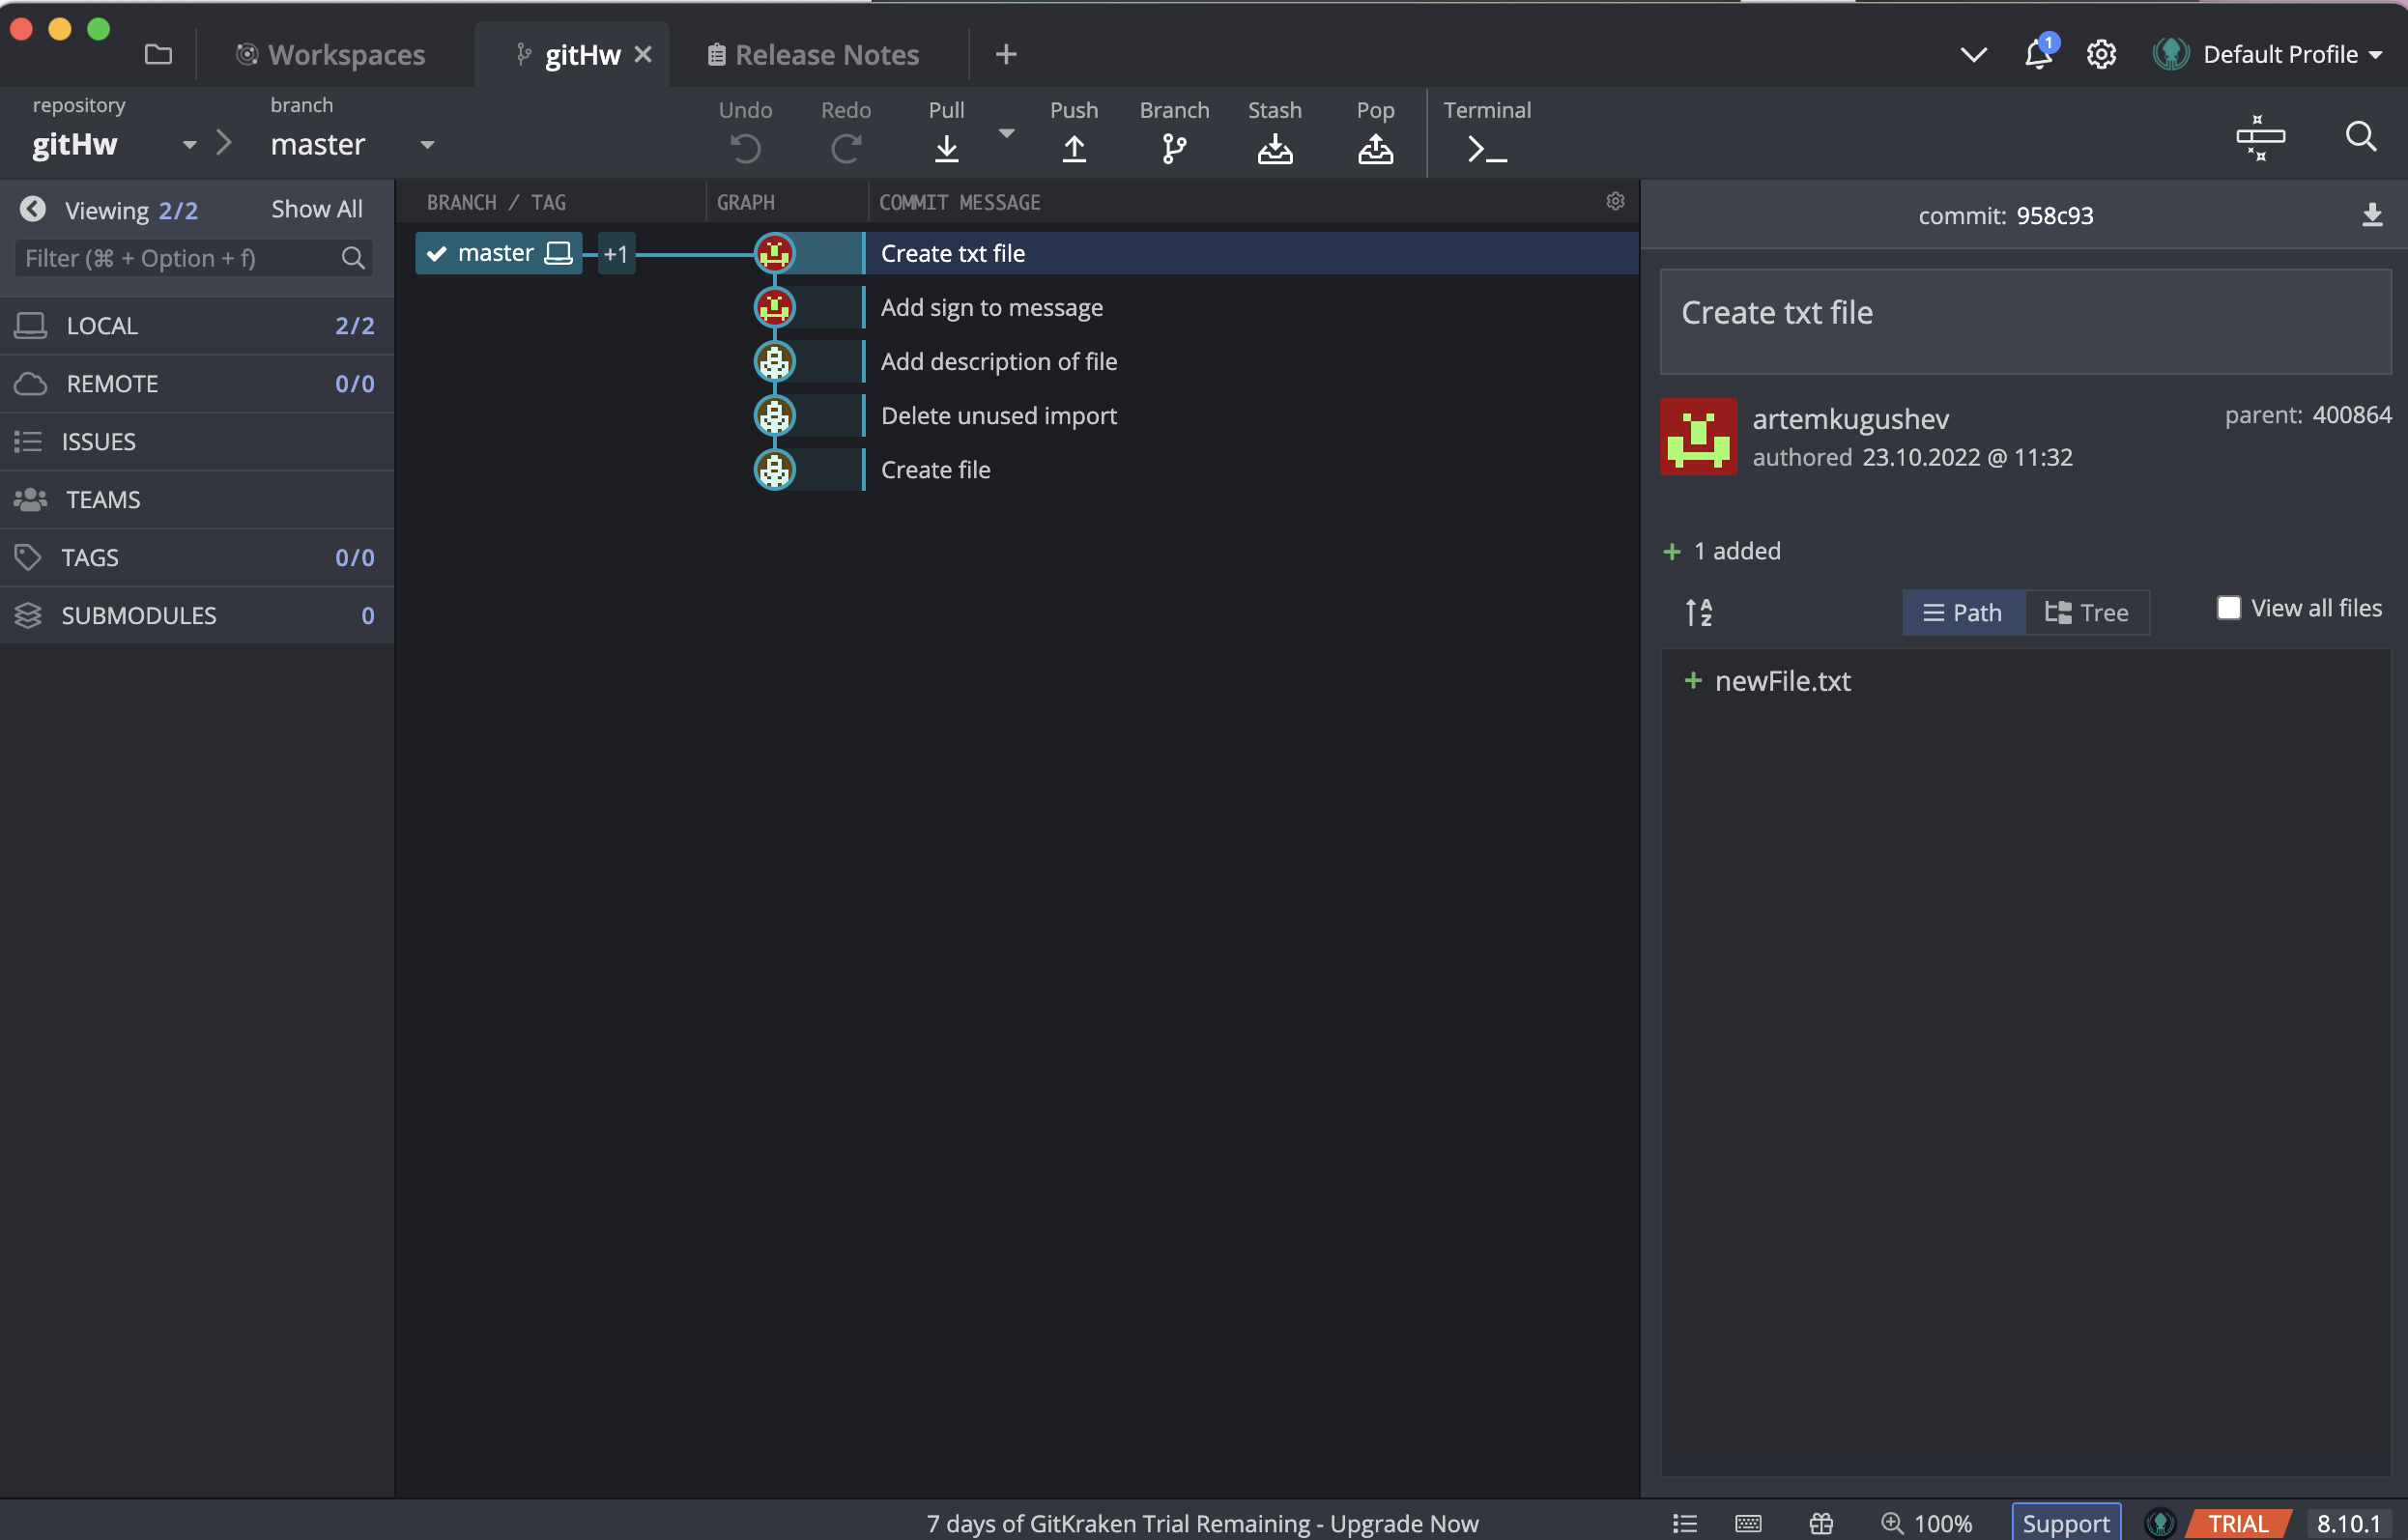 Workspaces
gitHw
Release Notes
1
Default Profile
repository
gitHw
branch
master
Undo
Redo
Pull
Push
Branch
Stash
Pop
Terminal
Viewing 2/2
Show All
Filter (⌘ + Option + f)
LOCAL 2/2
REMOTE 0/0
ISSUES
TEAMS
TAGS 0/0
SUBMODULES 0
BRANCH / TAG
GRAPH
COMMIT MESSAGE
master +1
Create txt file
Add sign to message
Add description of file
Delete unused import
Create file
commit: 958c93
Create txt file
artemkugushev
parent: 400864
authored 23.10.2022 @ 11:32
+ 1 added
A
Z
Path
Tree
View all files
+ newFile.txt
7 days of GitKraken Trial Remaining - Upgrade Now
100%
Support
TRIAL
8.10.1